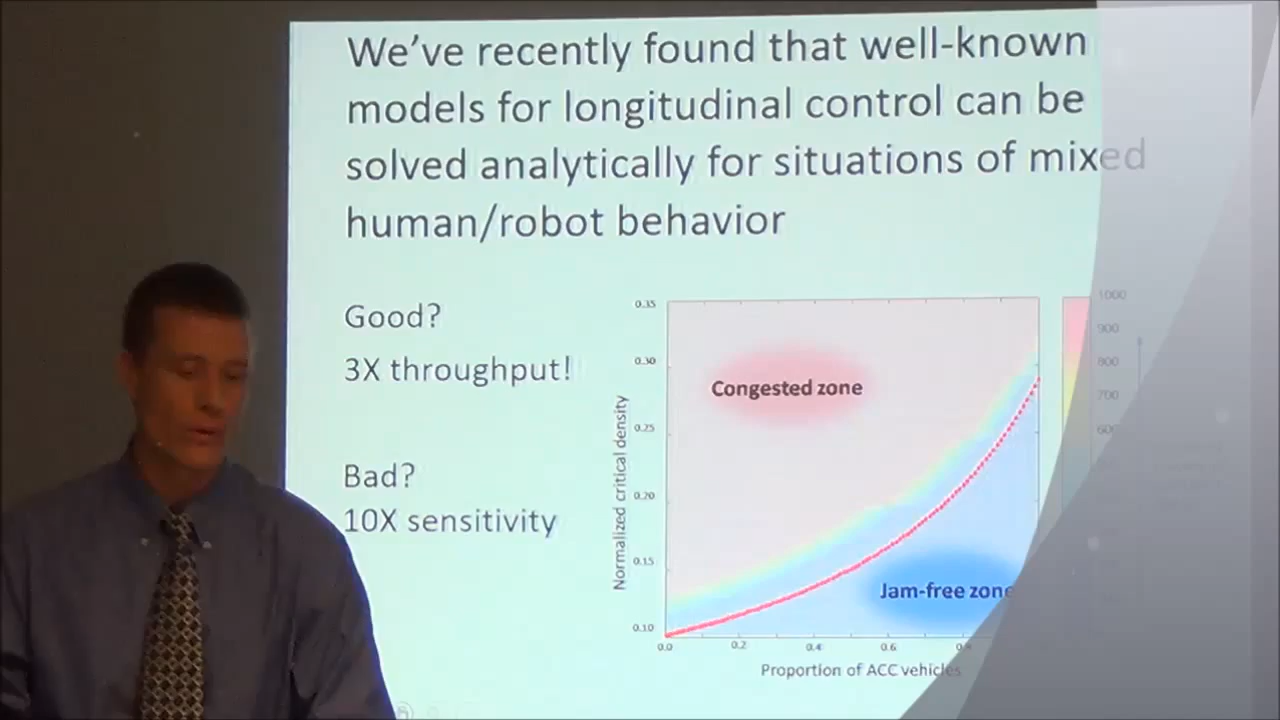 We've recently found that well-known
models for longitudinal control can be
solved analytically for situations of mixed
human/robot behavior
Good?
3X throughput!
Bad?
10X sensitivity
Normalized critical density
0.35
0.30
0.25
0.20
0.15
0.10
Congested zone
Jam-free zone
0.0
0.2
0.4
0.6
Proportion of ACC vehicles
1000
900
800
700